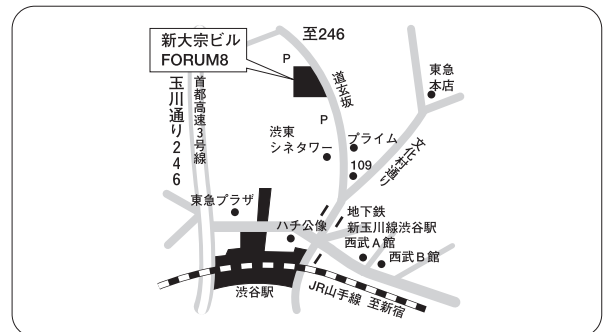 至246
新大宗ビル
FORUM8
P
道玄坂
東急
本店
首都高速3号線
玉川通り246
P
渋東
シネタワー
プライム
109
文化村通り
東急プラザ
地下鉄
新玉川線渋谷駅
ハチ公像
西武A館
西武B館
渋谷駅
JR山手線 至新宿